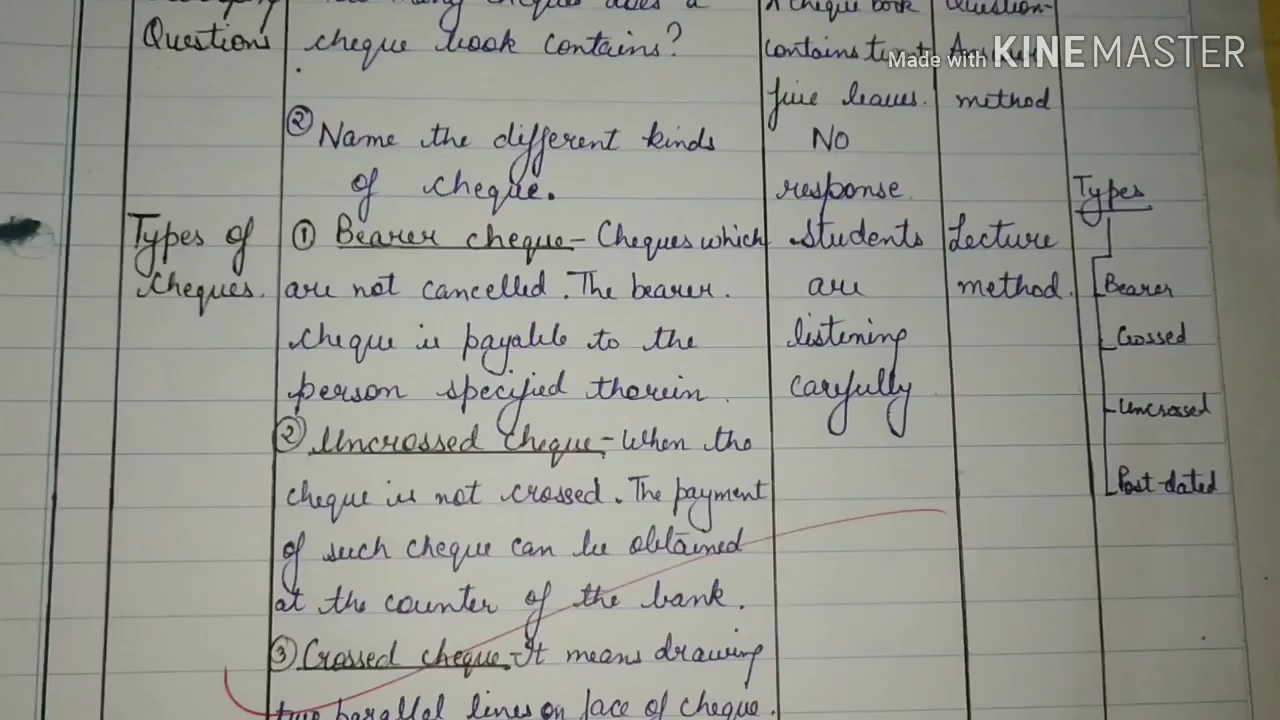 cheque book
Question-
Questions
cheque book contains?
contains
Made with KINEMASTER
five leaves.
method
② Name the different kinds
of cheque.
No
response.
Types of
cheques.
① Bearer cheque - Cheques which
are not cancelled. The bearer.
cheque is payable to the
person specified therein.
② Uncrossed cheque - When the
cheque is not crossed. The payment
of such cheque can be obtained
at the counter of the bank.
③ Crossed cheque - It means drawing
two parallel lines on face of cheque.
Students
are
listening
carefully
Lecture
method.
Types
Bearer
Crossed
Uncrossed
Post-dated